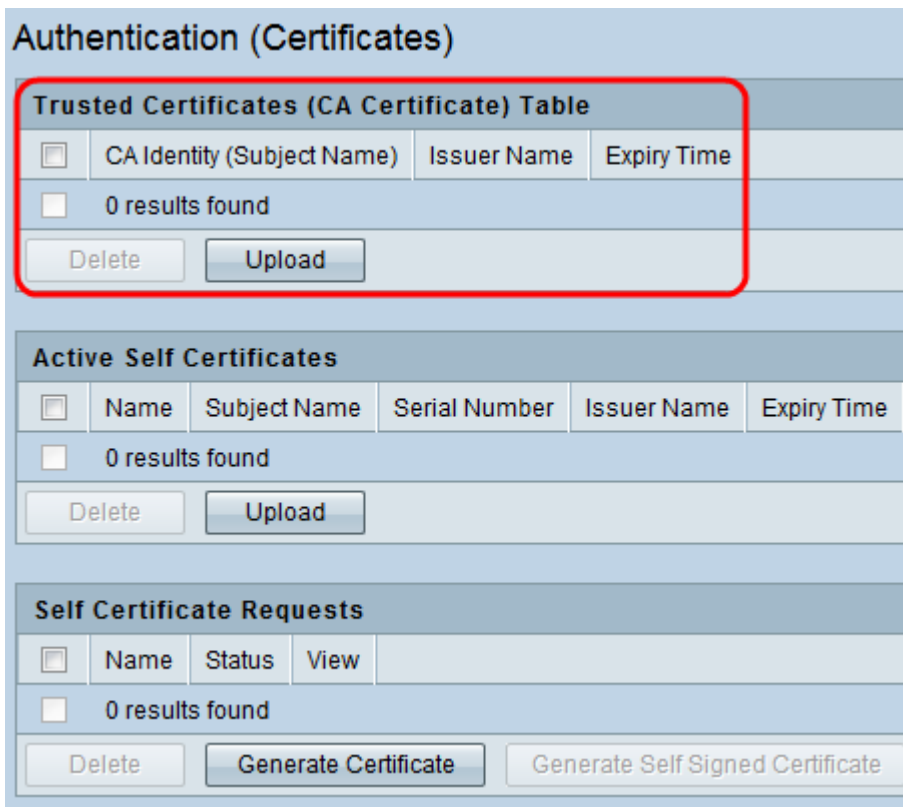 Authentication (Certificates)
Trusted Certificates (CA Certificate) Table
CA Identity (Subject Name) Issuer Name Expiry Time
0 results found
Delete Upload
Active Self Certificates
Name Subject Name Serial Number Issuer Name Expiry Time
0 results found
Delete Upload
Self Certificate Requests
Name Status View
0 results found
Delete Generate Certificate Generate Self Signed Certificate